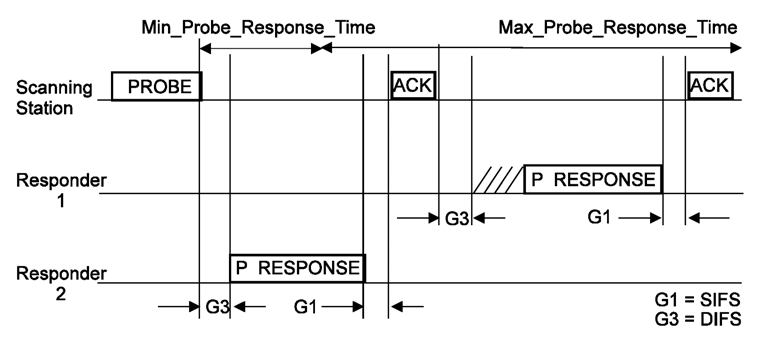 Min_Probe_Response_Time
Max_Probe_Response_Time
Scanning
Station
PROBE
ACK
ACK
Responder
1
P RESPONSE
G3
G1
Responder
2
P RESPONSE
G3
G1
G1 = SIFS
G3 = DIFS